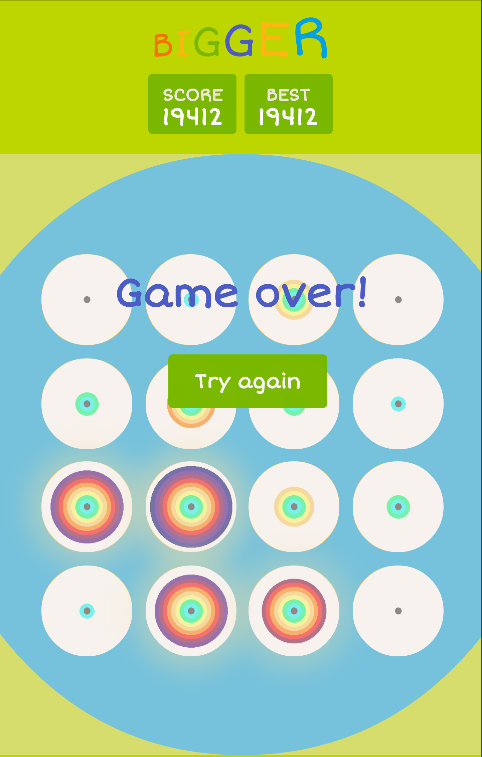 BIGGER
SCORE BEST
19412 19412
Game over!
Try again